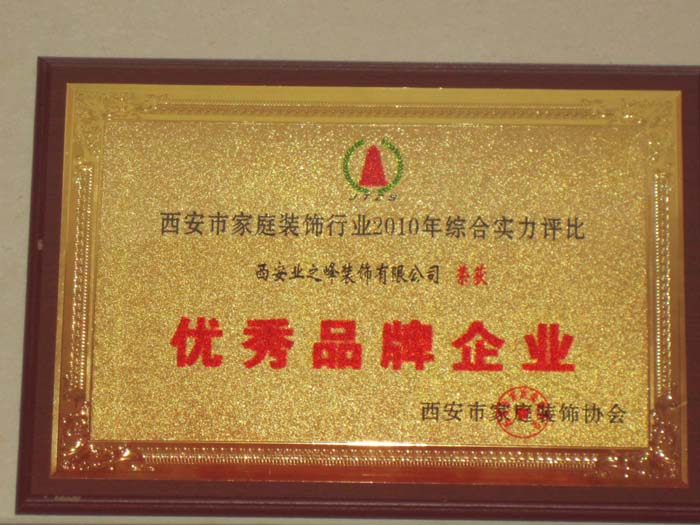 西安市家庭装饰行业2010年综合实力评比
西安业之峰装饰有限公司 荣获
优秀品牌企业
西安市家庭装饰协会